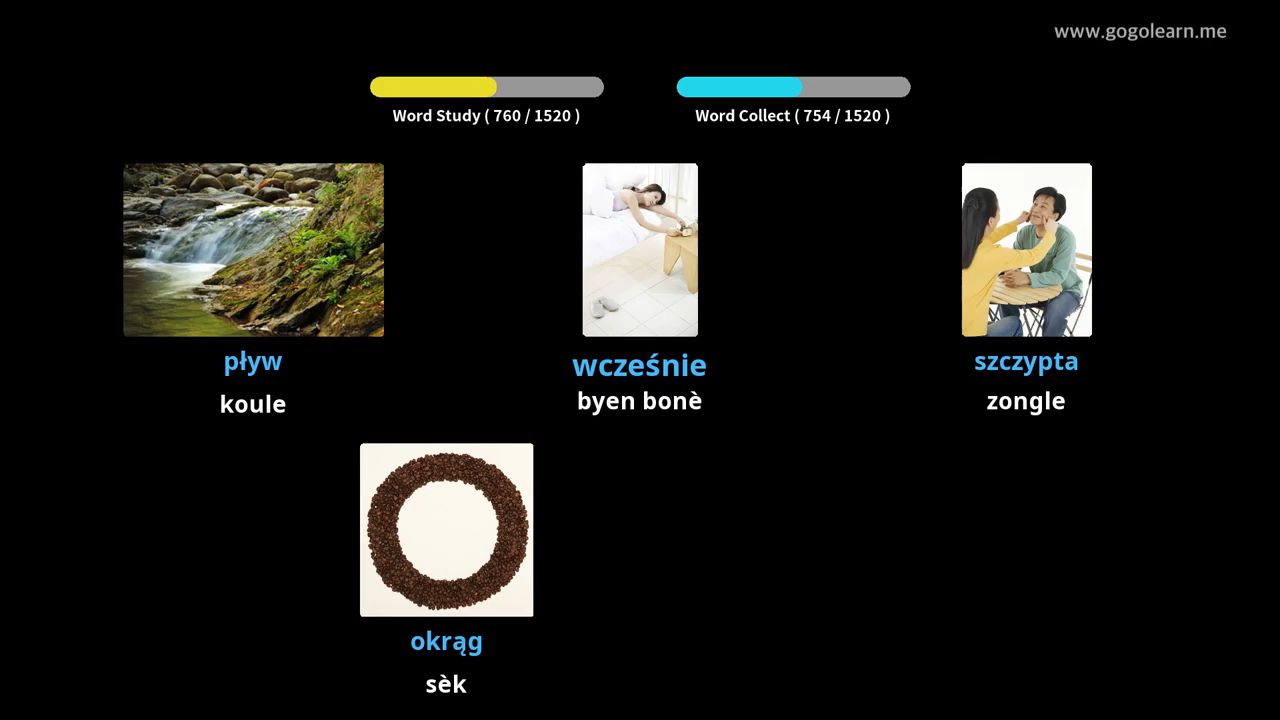 www.gogolearn.me
Word Study ( 760 / 1520 )
Word Collect ( 754 / 1520 )
pływ
koule
wcześnie
byen bonè
szczypta
zongle
okrąg
sèk